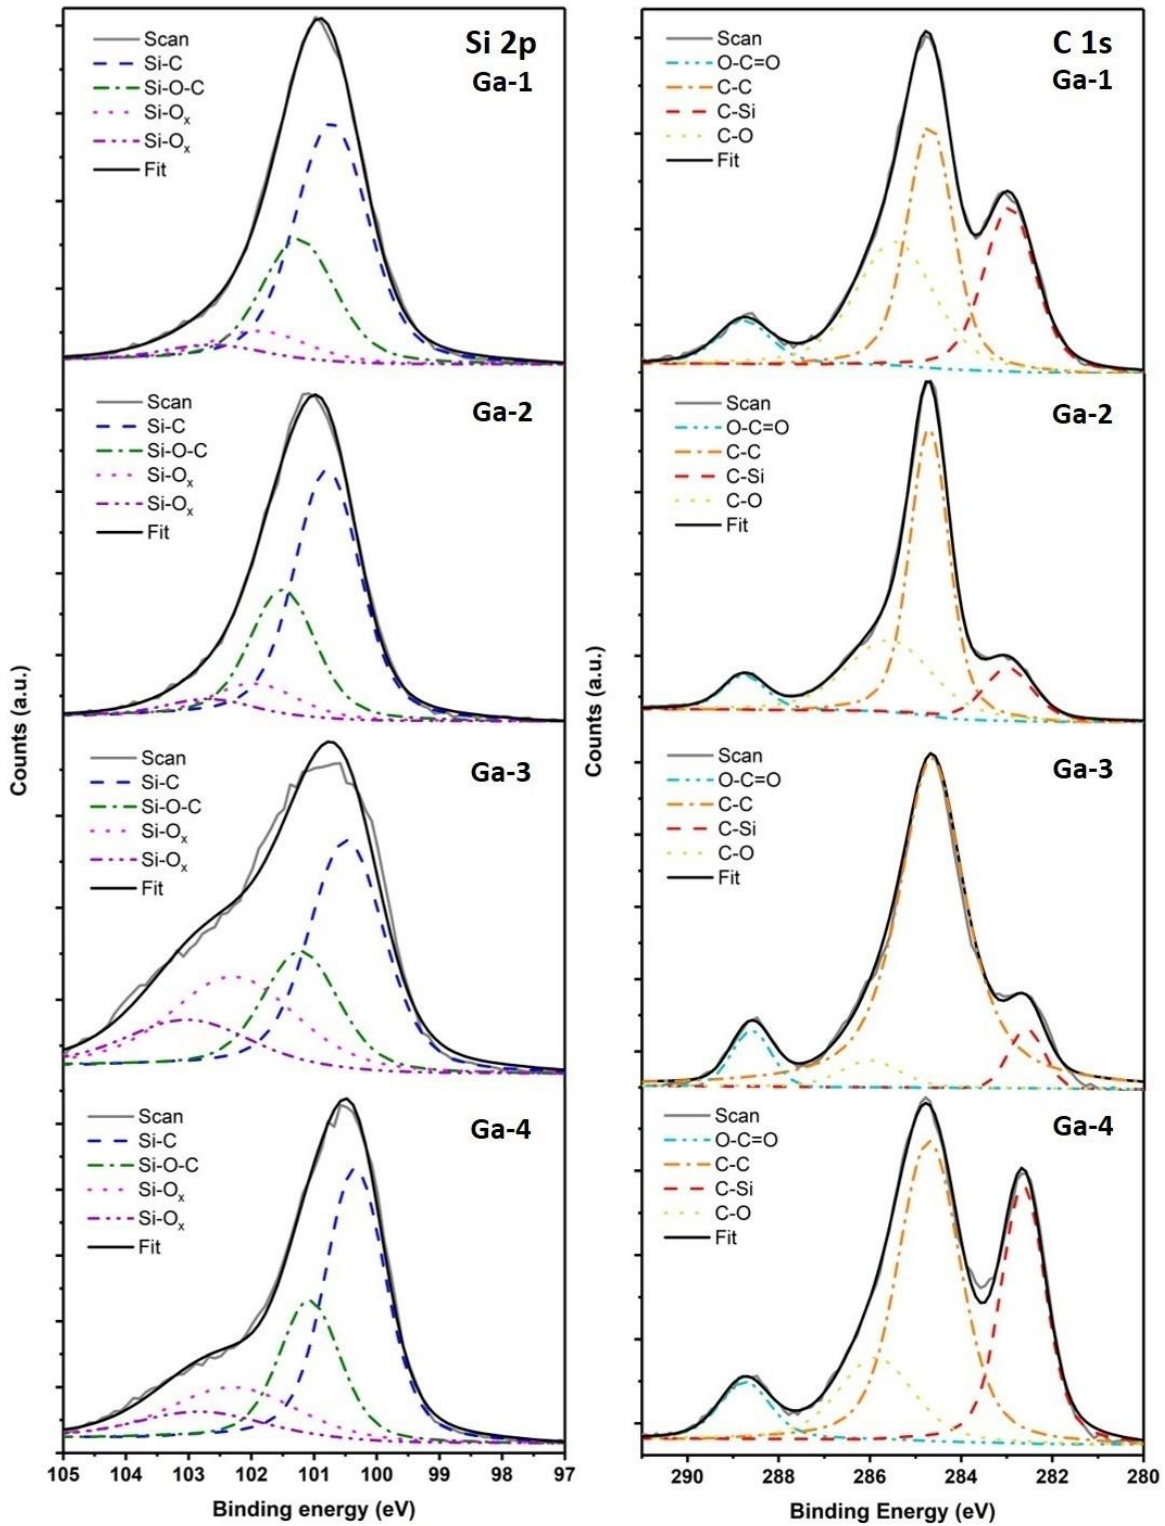 Si 2p
Ga-1
Scan
Si-C
Si-O-C
Si-Oₓ
Si-Oₓ
Fit
Ga-2
Scan
Si-C
Si-O-C
Si-Oₓ
Si-Oₓ
Fit
Ga-3
Scan
Si-C
Si-O-C
Si-Oₓ
Si-Oₓ
Fit
Ga-4
Scan
Si-C
Si-O-C
Si-Oₓ
Si-Oₓ
Fit
Counts (a.u.)
105 104 103 102 101 100 99 98 97
Binding energy (eV)
C 1s
Ga-1
Scan
O-C=O
C-C
C-Si
C-O
Fit
Ga-2
Scan
O-C=O
C-C
C-Si
C-O
Fit
Ga-3
Scan
O-C=O
C-C
C-Si
C-O
Fit
Ga-4
Scan
O-C=O
C-C
C-Si
C-O
Fit
Counts (a.u.)
290 288 286 284 282 280
Binding Energy (eV)